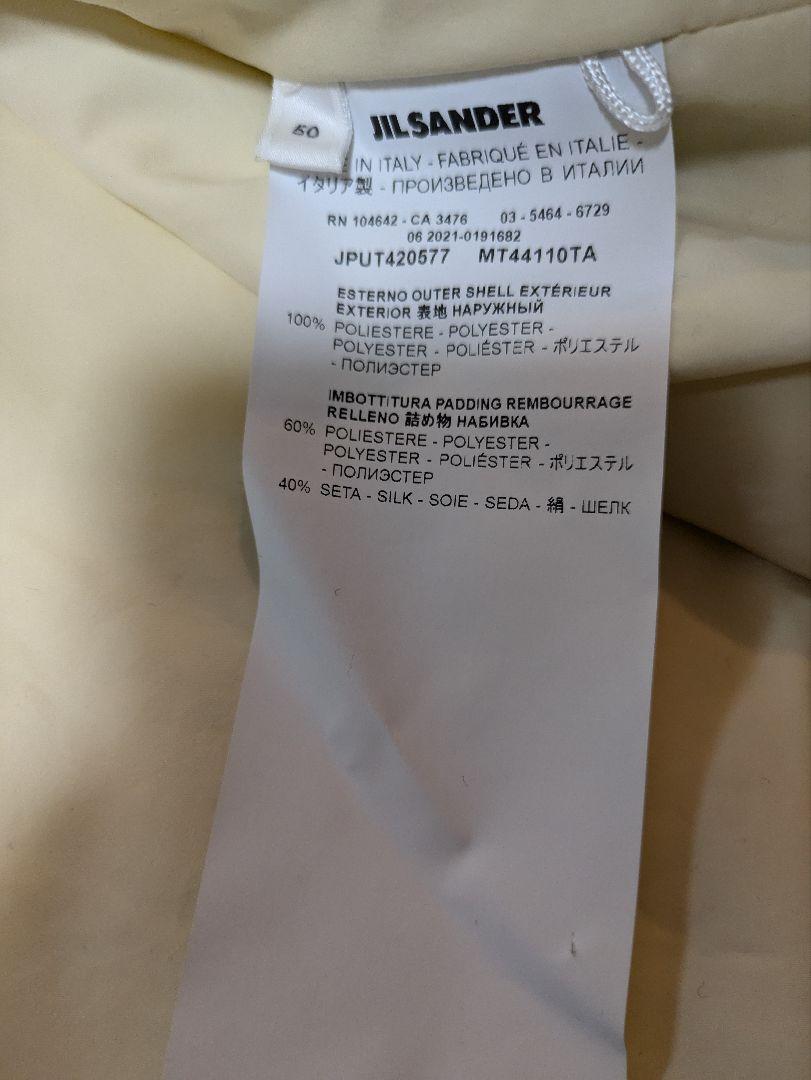 50
JILSANDER
IN ITALY - FABRIQUÉ EN ITALIE -
イタリア製 - ПРОИЗВЕДЕНО В ИТАЛИИ
RN 104642 - CA 3476 03 - 5464 - 6729
06 2021-0191682
JPUT420577 MT44110TA
ESTERNO OUTER SHELL EXTÉRIEUR
EXTERIOR 表地 НАРУЖНЫЙ
100% POLIESTERE - POLYESTER -
POLYESTER - POLIÉSTER - ポリエステル
- ПОЛИЭСТЕР
IMBOTTITURA PADDING REMBOURRAGE
RELLENO 詰め物 НАБИВКА
60% POLIESTERE - POLYESTER -
POLYESTER - POLIÉSTER - ポリエステル
- ПОЛИЭСТЕР
40% SETA - SILK - SOIE - SEDA - 絹 - ШЕЛК